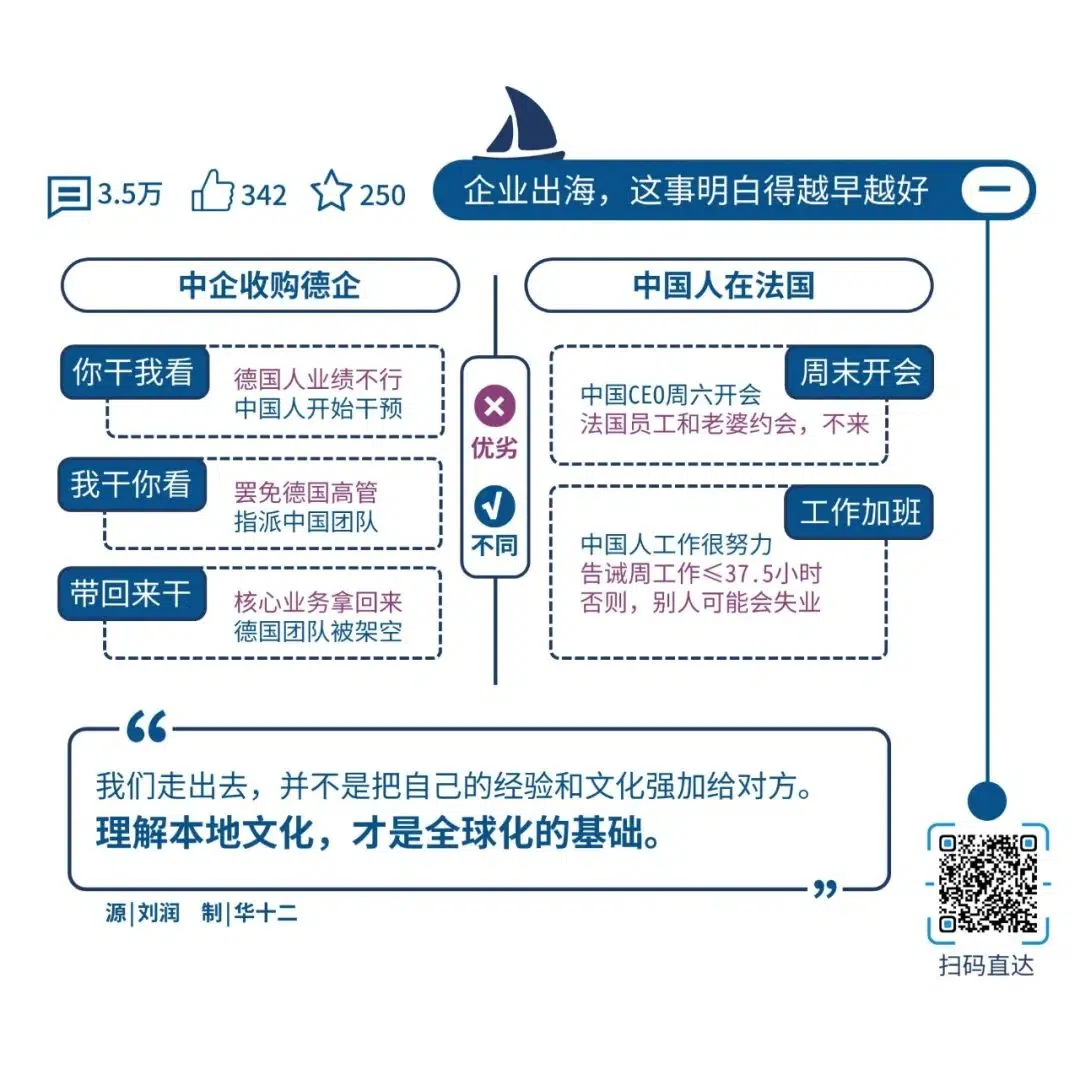 3.5万 342 250
企业出海，这事明白得越早越好
中企收购德企
你干我看
德国人业绩不行
中国人开始干预
我干你看
罢免德国高管
指派中国团队
带回来干
核心业务拿回来
德国团队被架空
优劣
不同
中国人在法国
周末开会
中国CEO周六开会
法国员工和老婆约会，不来
工作加班
中国人工作很努力
告诫周工作≤37.5小时
否则，别人可能会失业
“
我们走出去，并不是把自己的经验和文化强加给对方。
理解本地文化，才是全球化的基础。
”
源|刘润 制|华十二
扫码直达